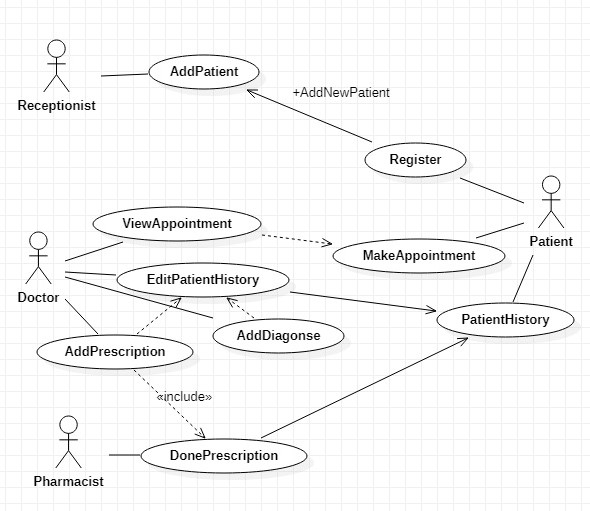 AddPatient
Receptionist
+AddNewPatient
Register
ViewAppointment
Patient
MakeAppointment
EditPatientHistory
Doctor
PatientHistory
AddDiagonse
AddPrescription
«include»
DonePrescription
Pharmacist